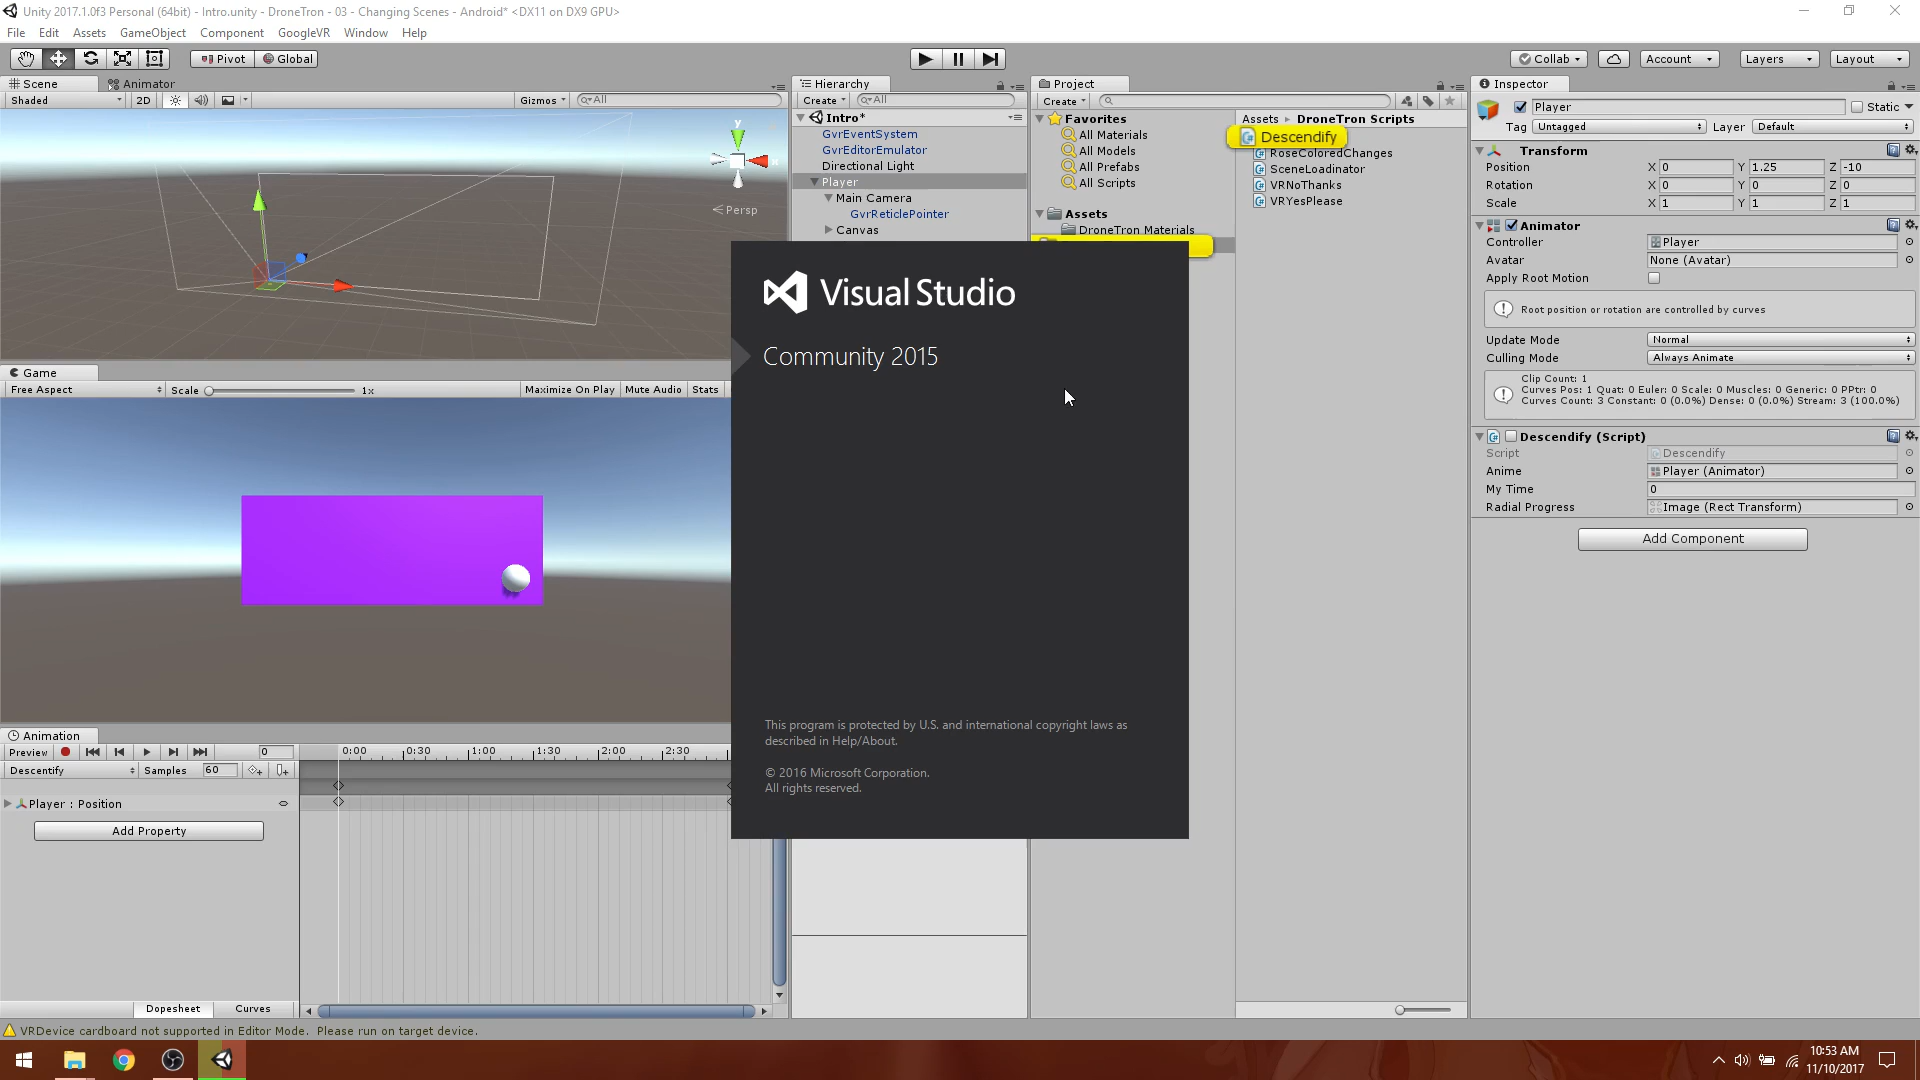 Unity 2017.1.0f3 Personal (64bit) - Intro.unity - DroneTron - 03 - Changing Scenes - Android* <DX11 on DX9 GPU>
File Edit Assets GameObject Component GoogleVR Window Help
Pivot Global Collab Account Layers Layout
Scene Animator
Shaded 2D Gizmos All
y
x
Persp
Game
Free Aspect Scale 1x Maximize On Play Mute Audio Stats
Animation
Preview 0 0:00 0:30 1:00 1:30 2:00 2:30
Descentify Samples 60
Player : Position
Add Property
Dopesheet Curves
VRDevice cardboard not supported in Editor Mode. Please run on target device.
Hierarchy
Create All
Intro*
GvrEventSystem
GvrEditorEmulator
Directional Light
Player
Main Camera
GvrReticlePointer
Canvas
Project
Create
Favorites
All Materials
All Models
All Prefabs
All Scripts
Assets
DroneTron Materials
Assets DroneTron Scripts
Descendify
RoseColoredChanges
SceneLoadinator
VRNoThanks
VRYesPlease
Visual Studio
Community 2015
This program is protected by U.S. and international copyright laws as
described in Help/About.
© 2016 Microsoft Corporation.
All rights reserved.
Inspector
Player Static
Tag Untagged Layer Default
Transform
Position X 0 Y 1.25 Z -10
Rotation X 0 Y 0 Z 0
Scale X 1 Y 1 Z 1
Animator
Controller Player
Avatar None (Avatar)
Apply Root Motion
Root position or rotation are controlled by curves
Update Mode Normal
Culling Mode Always Animate
Clip Count: 1
Curves Pos: 1 Quat: 0 Euler: 0 Scale: 0 Muscles: 0 Generic: 0 PPtr: 0
Curves Count: 3 Constant: 0 (0.0%) Dense: 0 (0.0%) Stream: 3 (100.0%)
Descendify (Script)
Script Descendify
Anime Player (Animator)
My Time 0
Radial Progress Image (Rect Transform)
Add Component
10:53 AM
11/10/2017